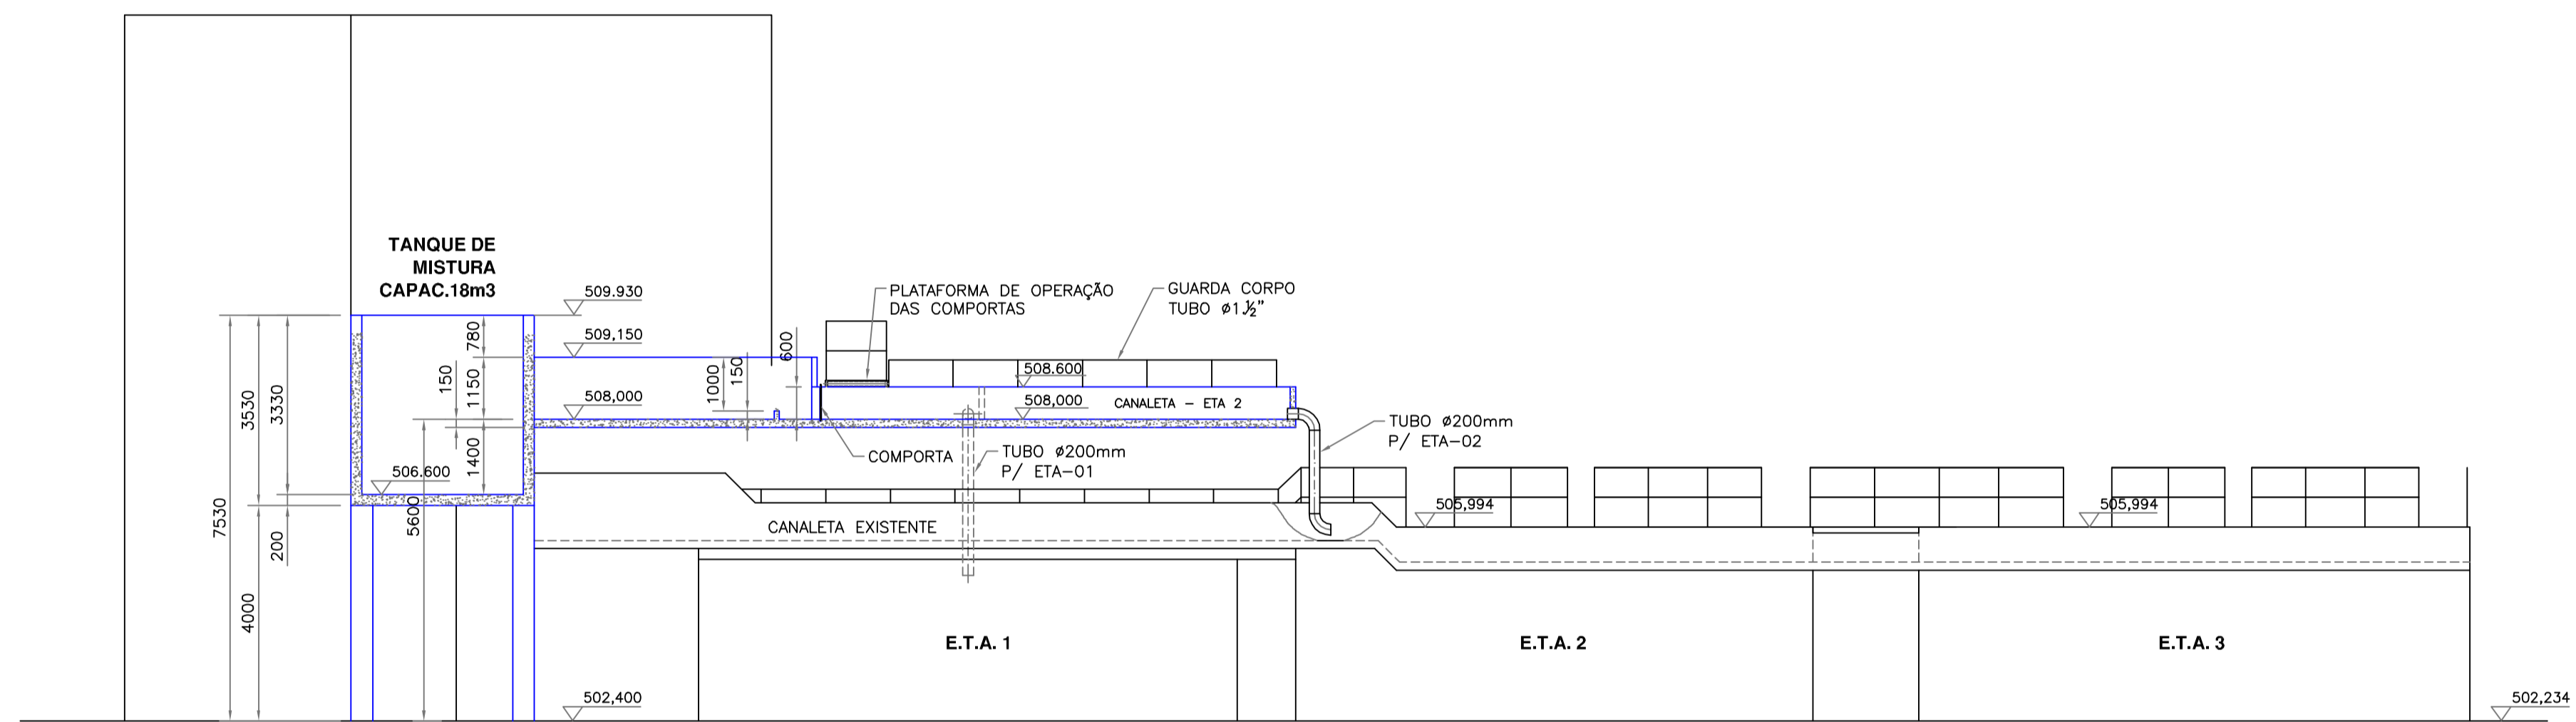 TANQUE DE
MISTURA
CAPAC.18m3
509.930
509,150
508,000
506.600
780
1150
150
1400
3330
3530
7530
5600
200
4000
1000
150
600
PLATAFORMA DE OPERAÇÃO
DAS COMPORTAS
GUARDA CORPO
TUBO ø1.½"
508.600
508,000
CANALETA - ETA 2
COMPORTA
TUBO ø200mm
P/ ETA-01
TUBO ø200mm
P/ ETA-02
CANALETA EXISTENTE
505,994
505,994
E.T.A. 1
E.T.A. 2
E.T.A. 3
502,400
502,234